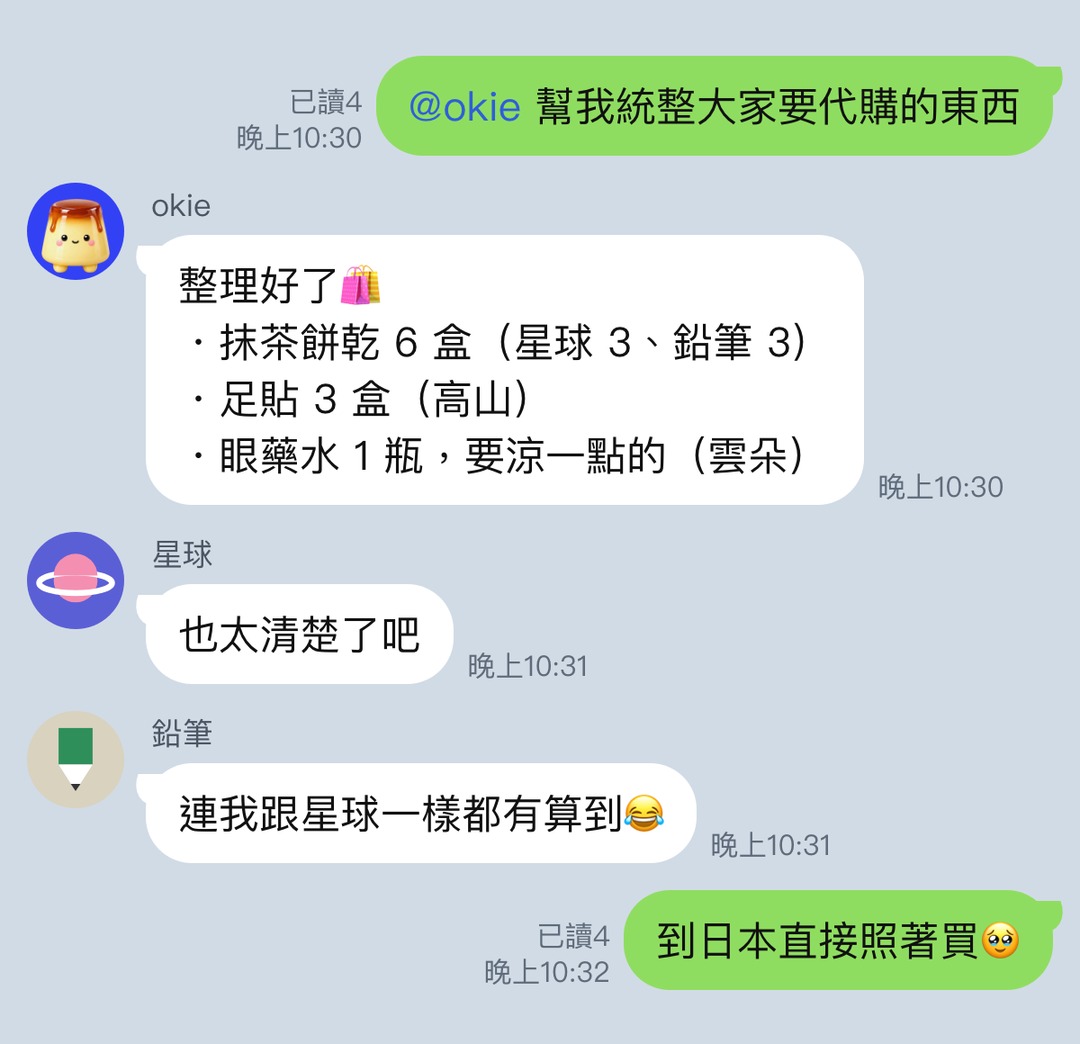 @okie 幫我統整大家要代購的東西
已讀4
晚上10:30
okie
整理好了🛍️
・抹茶餅乾 6 盒（星球 3、鉛筆 3）
・足貼 3 盒（高山）
・眼藥水 1 瓶，要涼一點的（雲朵）
晚上10:30
星球
也太清楚了吧
晚上10:31
鉛筆
連我跟星球一樣都有算到😂
晚上10:31
到日本直接照著買🥹
已讀4
晚上10:32